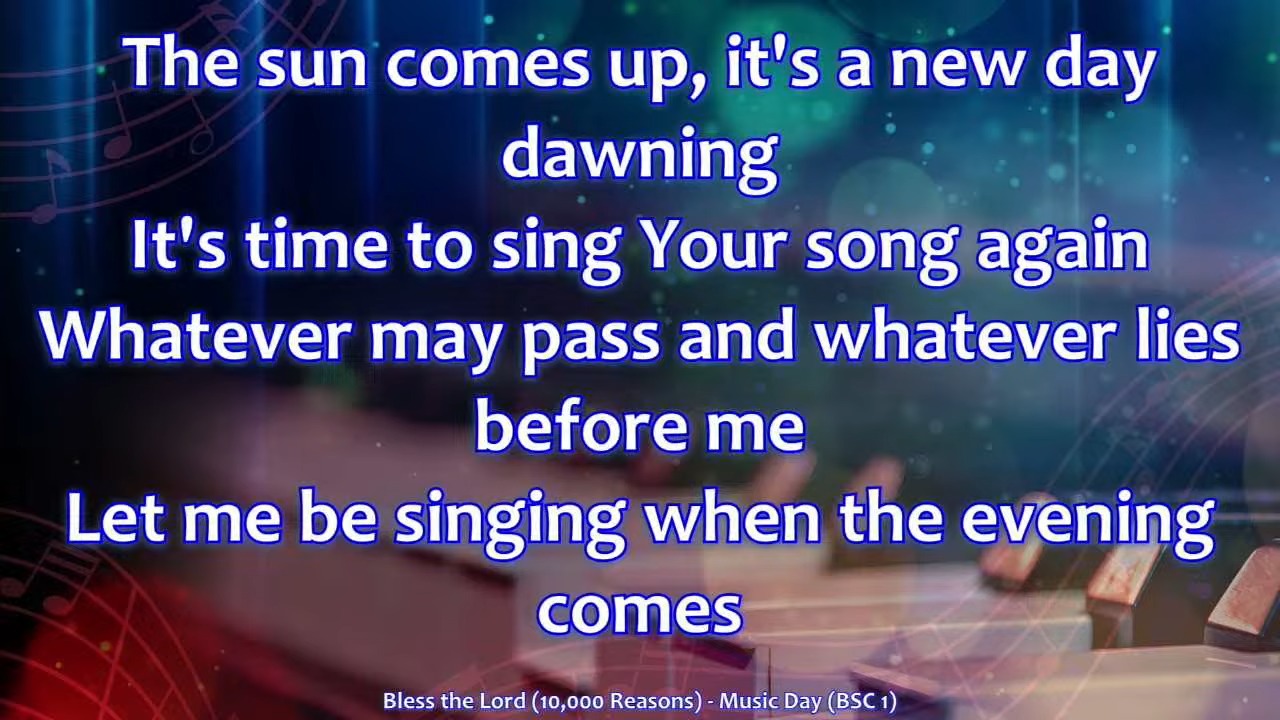 The sun comes up, it's a new day
dawning
It's time to sing Your song again
Whatever may pass and whatever lies
before me
Let me be singing when the evening
comes
Bless the Lord (10,000 Reasons) - Music Day (BSC 1)